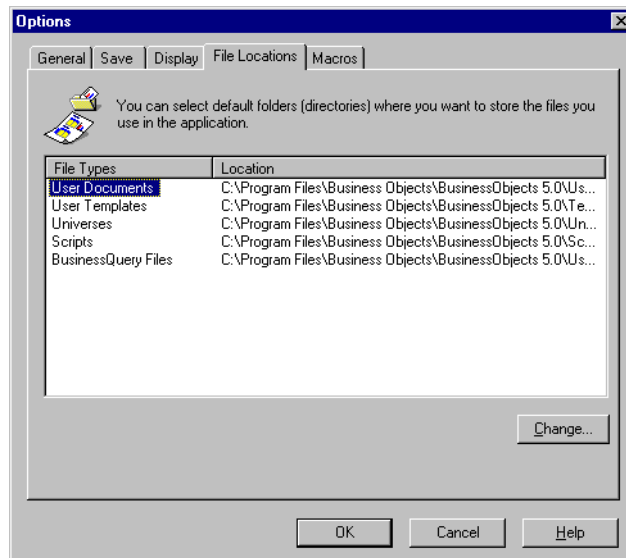 Options
General Save Display File Locations Macros
You can select default folders (directories) where you want to store the files you
use in the application.
File Types Location
User Documents C:\Program Files\Business Objects\BusinessObjects 5.0\Us...
User Templates C:\Program Files\Business Objects\BusinessObjects 5.0\Te...
Universes C:\Program Files\Business Objects\BusinessObjects 5.0\Un...
Scripts C:\Program Files\Business Objects\BusinessObjects 5.0\Sc...
BusinessQuery Files C:\Program Files\Business Objects\BusinessObjects 5.0\Us...
Change...
OK Cancel Help